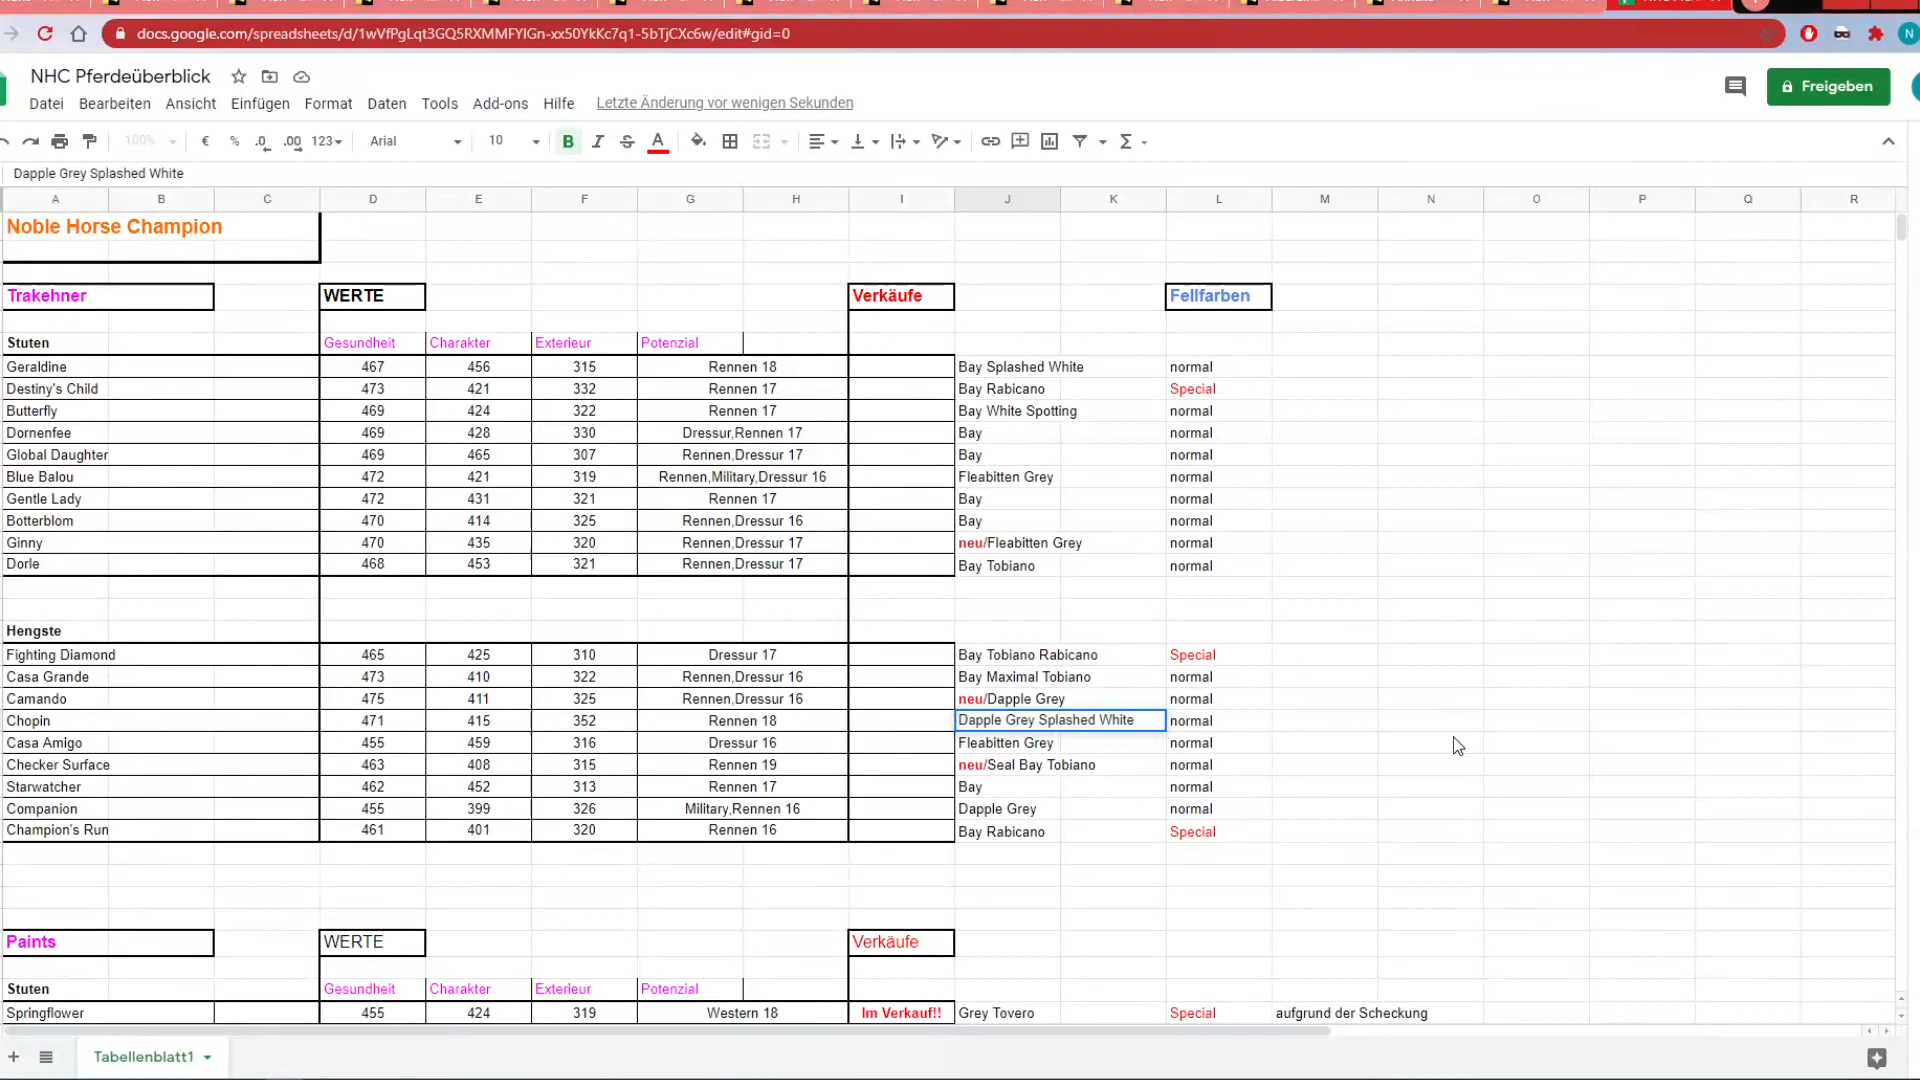 docs.google.com/spreadsheets/d/1wVfPgLqt3GQ5RXMMFYIGn-xx50YkKc7q1-5bTjCXc6w/edit#gid=0
NHC Pferdeüberblick
Datei Bearbeiten Ansicht Einfügen Format Daten Tools Add-ons Hilfe Letzte Änderung vor wenigen Sekunden
Freigeben
100% € % .0 .00 123 Arial 10 B I S A Σ
Dapple Grey Splashed White
A B C D E F G H I J K L M N O P Q R
Noble Horse Champion
Trakehner WERTE Verkäufe Fellfarben
Stuten Gesundheit Charakter Exterieur Potenzial
Geraldine 467 456 315 Rennen 18 Bay Splashed White normal
Destiny's Child 473 421 332 Rennen 17 Bay Rabicano Special
Butterfly 469 424 322 Rennen 17 Bay White Spotting normal
Dornenfee 469 428 330 Dressur,Rennen 17 Bay normal
Global Daughter 469 465 307 Rennen,Dressur 17 Bay normal
Blue Balou 472 421 319 Rennen,Military,Dressur 16 Fleabitten Grey normal
Gentle Lady 472 431 321 Rennen 17 Bay normal
Botterblom 470 414 325 Rennen,Dressur 16 Bay normal
Ginny 470 435 320 Rennen,Dressur 17 neu/Fleabitten Grey normal
Dorle 468 453 321 Rennen,Dressur 17 Bay Tobiano normal
Hengste
Fighting Diamond 465 425 310 Dressur 17 Bay Tobiano Rabicano Special
Casa Grande 473 410 322 Rennen,Dressur 16 Bay Maximal Tobiano normal
Camando 475 411 325 Rennen,Dressur 16 neu/Dapple Grey normal
Chopin 471 415 352 Rennen 18 Dapple Grey Splashed White normal
Casa Amigo 455 459 316 Dressur 16 Fleabitten Grey normal
Checker Surface 463 408 315 Rennen 19 neu/Seal Bay Tobiano normal
Starwatcher 462 452 313 Rennen 17 Bay normal
Companion 455 399 326 Military,Rennen 16 Dapple Grey normal
Champion's Run 461 401 320 Rennen 16 Bay Rabicano Special
Paints WERTE Verkäufe
Stuten Gesundheit Charakter Exterieur Potenzial
Springflower 455 424 319 Western 18 Im Verkauf!! Grey Tovero Special aufgrund der Scheckung
Tabellenblatt1